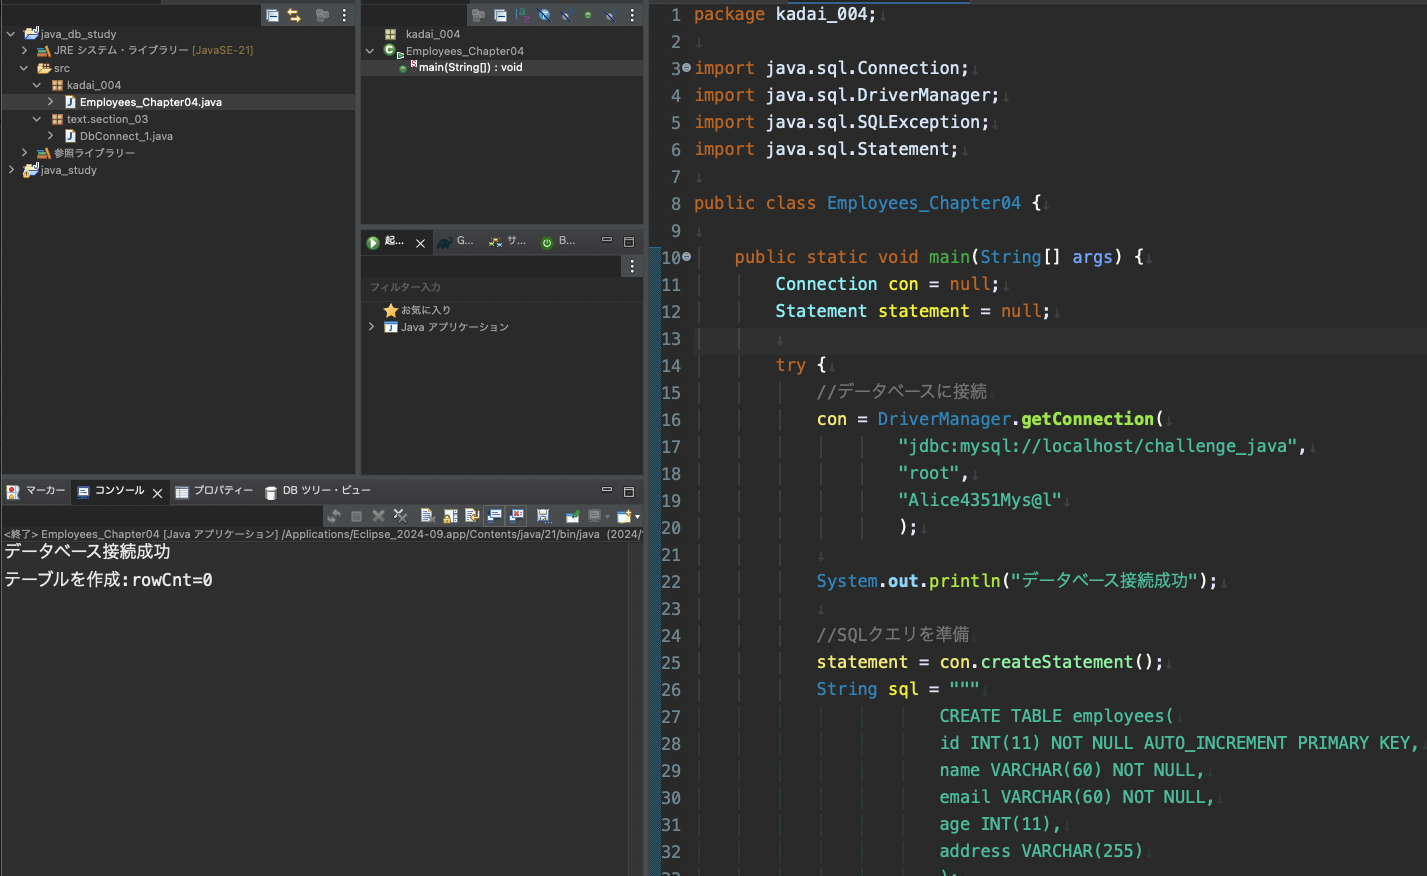 java_db_study
JRE システム・ライブラリー [JavaSE-21]
src
kadai_004
Employees_Chapter04.java
text.section_03
DbConnect_1.java
参照ライブラリー
java_study
kadai_004
Employees_Chapter04
main(String[]) : void
起...
G...
サ...
B...
フィルター入力
お気に入り
Java アプリケーション
マーカー
コンソール
プロパティー
DB ツリー・ビュー
<終了> Employees_Chapter04 [Java アプリケーション] /Applications/Eclipse_2024-09.app/Contents/java/21/bin/java (2024/
データベース接続成功
テーブルを作成:rowCnt=0
1 package kadai_004;
2
3 import java.sql.Connection;
4 import java.sql.DriverManager;
5 import java.sql.SQLException;
6 import java.sql.Statement;
7
8 public class Employees_Chapter04 {
9
10 public static void main(String[] args) {
11 Connection con = null;
12 Statement statement = null;
13
14 try {
15 //データベースに接続
16 con = DriverManager.getConnection(
17 "jdbc:mysql://localhost/challenge_java",
18 "root",
19 "Alice4351Mys@l"
20 );
21
22 System.out.println("データベース接続成功");
23
24 //SQLクエリを準備
25 statement = con.createStatement();
26 String sql = """
27 CREATE TABLE employees(
28 id INT(11) NOT NULL AUTO_INCREMENT PRIMARY KEY,
29 name VARCHAR(60) NOT NULL,
30 email VARCHAR(60) NOT NULL,
31 age INT(11),
32 address VARCHAR(255)